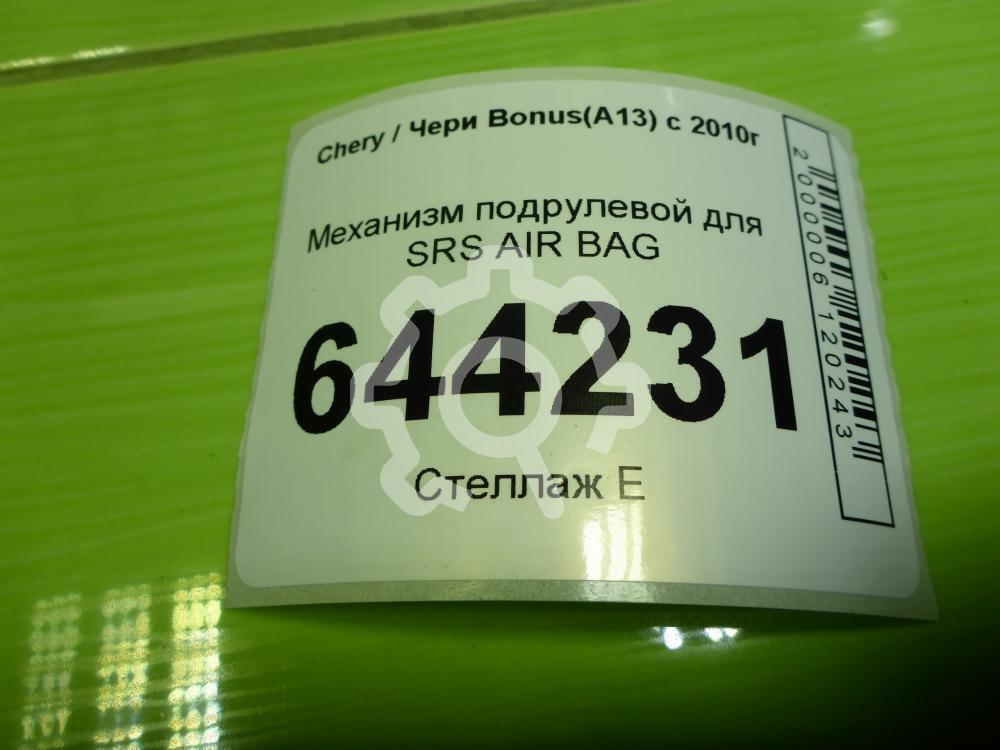 Chery / Чери Bonus(A13) с 2010г
Механизм подрулевой для
SRS AIR BAG
644231
Стеллаж Е
2000006120243